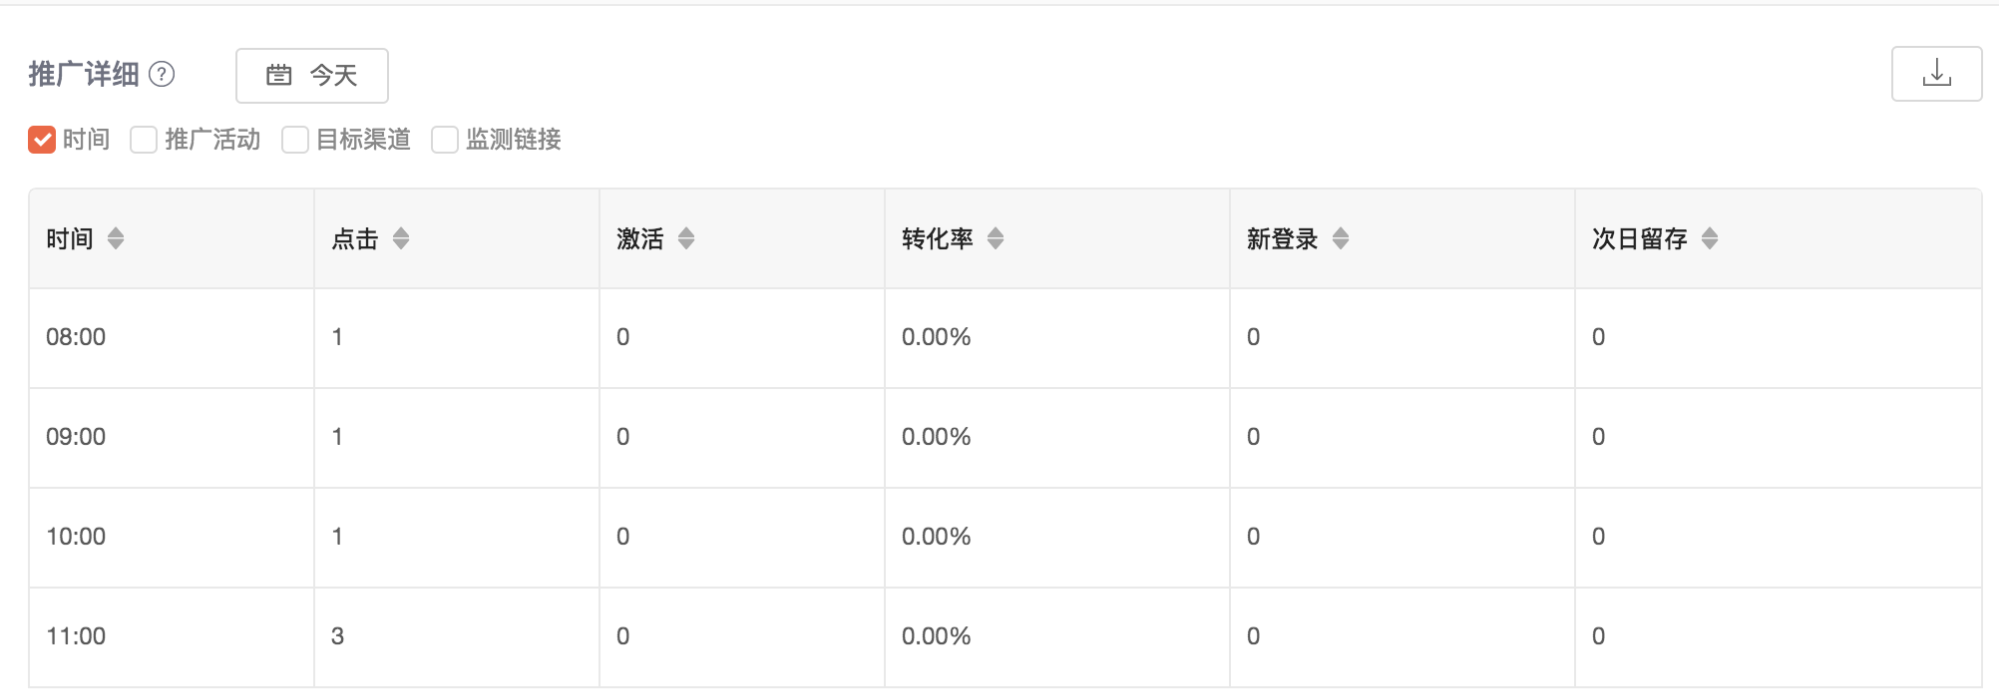 推广详细 ? 今天
时间 推广活动 目标渠道 监测链接
时间 点击 激活 转化率 新登录 次日留存
08:00 1 0 0.00% 0 0
09:00 1 0 0.00% 0 0
10:00 1 0 0.00% 0 0
11:00 3 0 0.00% 0 0